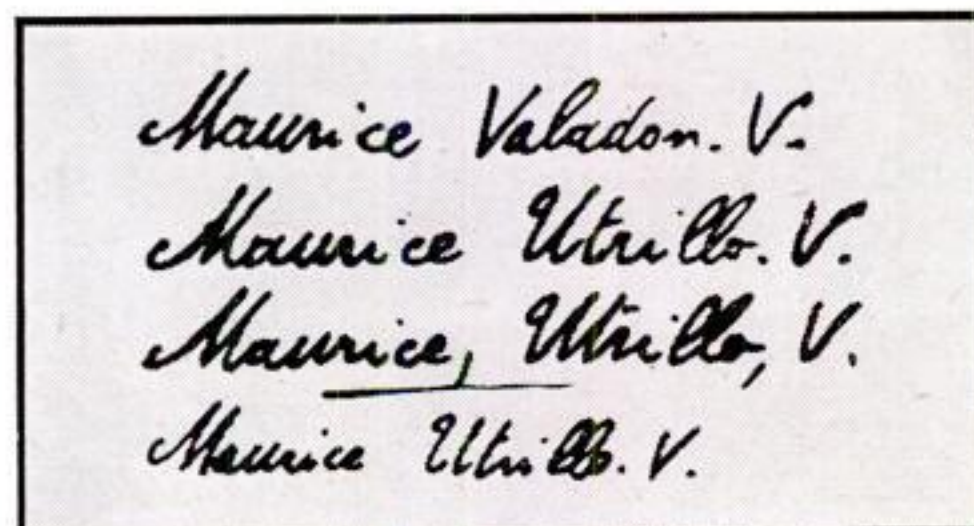 Maurice Valadon. V.
Maurice Utrillo. V.
Maurice, Utrillo, V.
Maurice Utrillo. V.